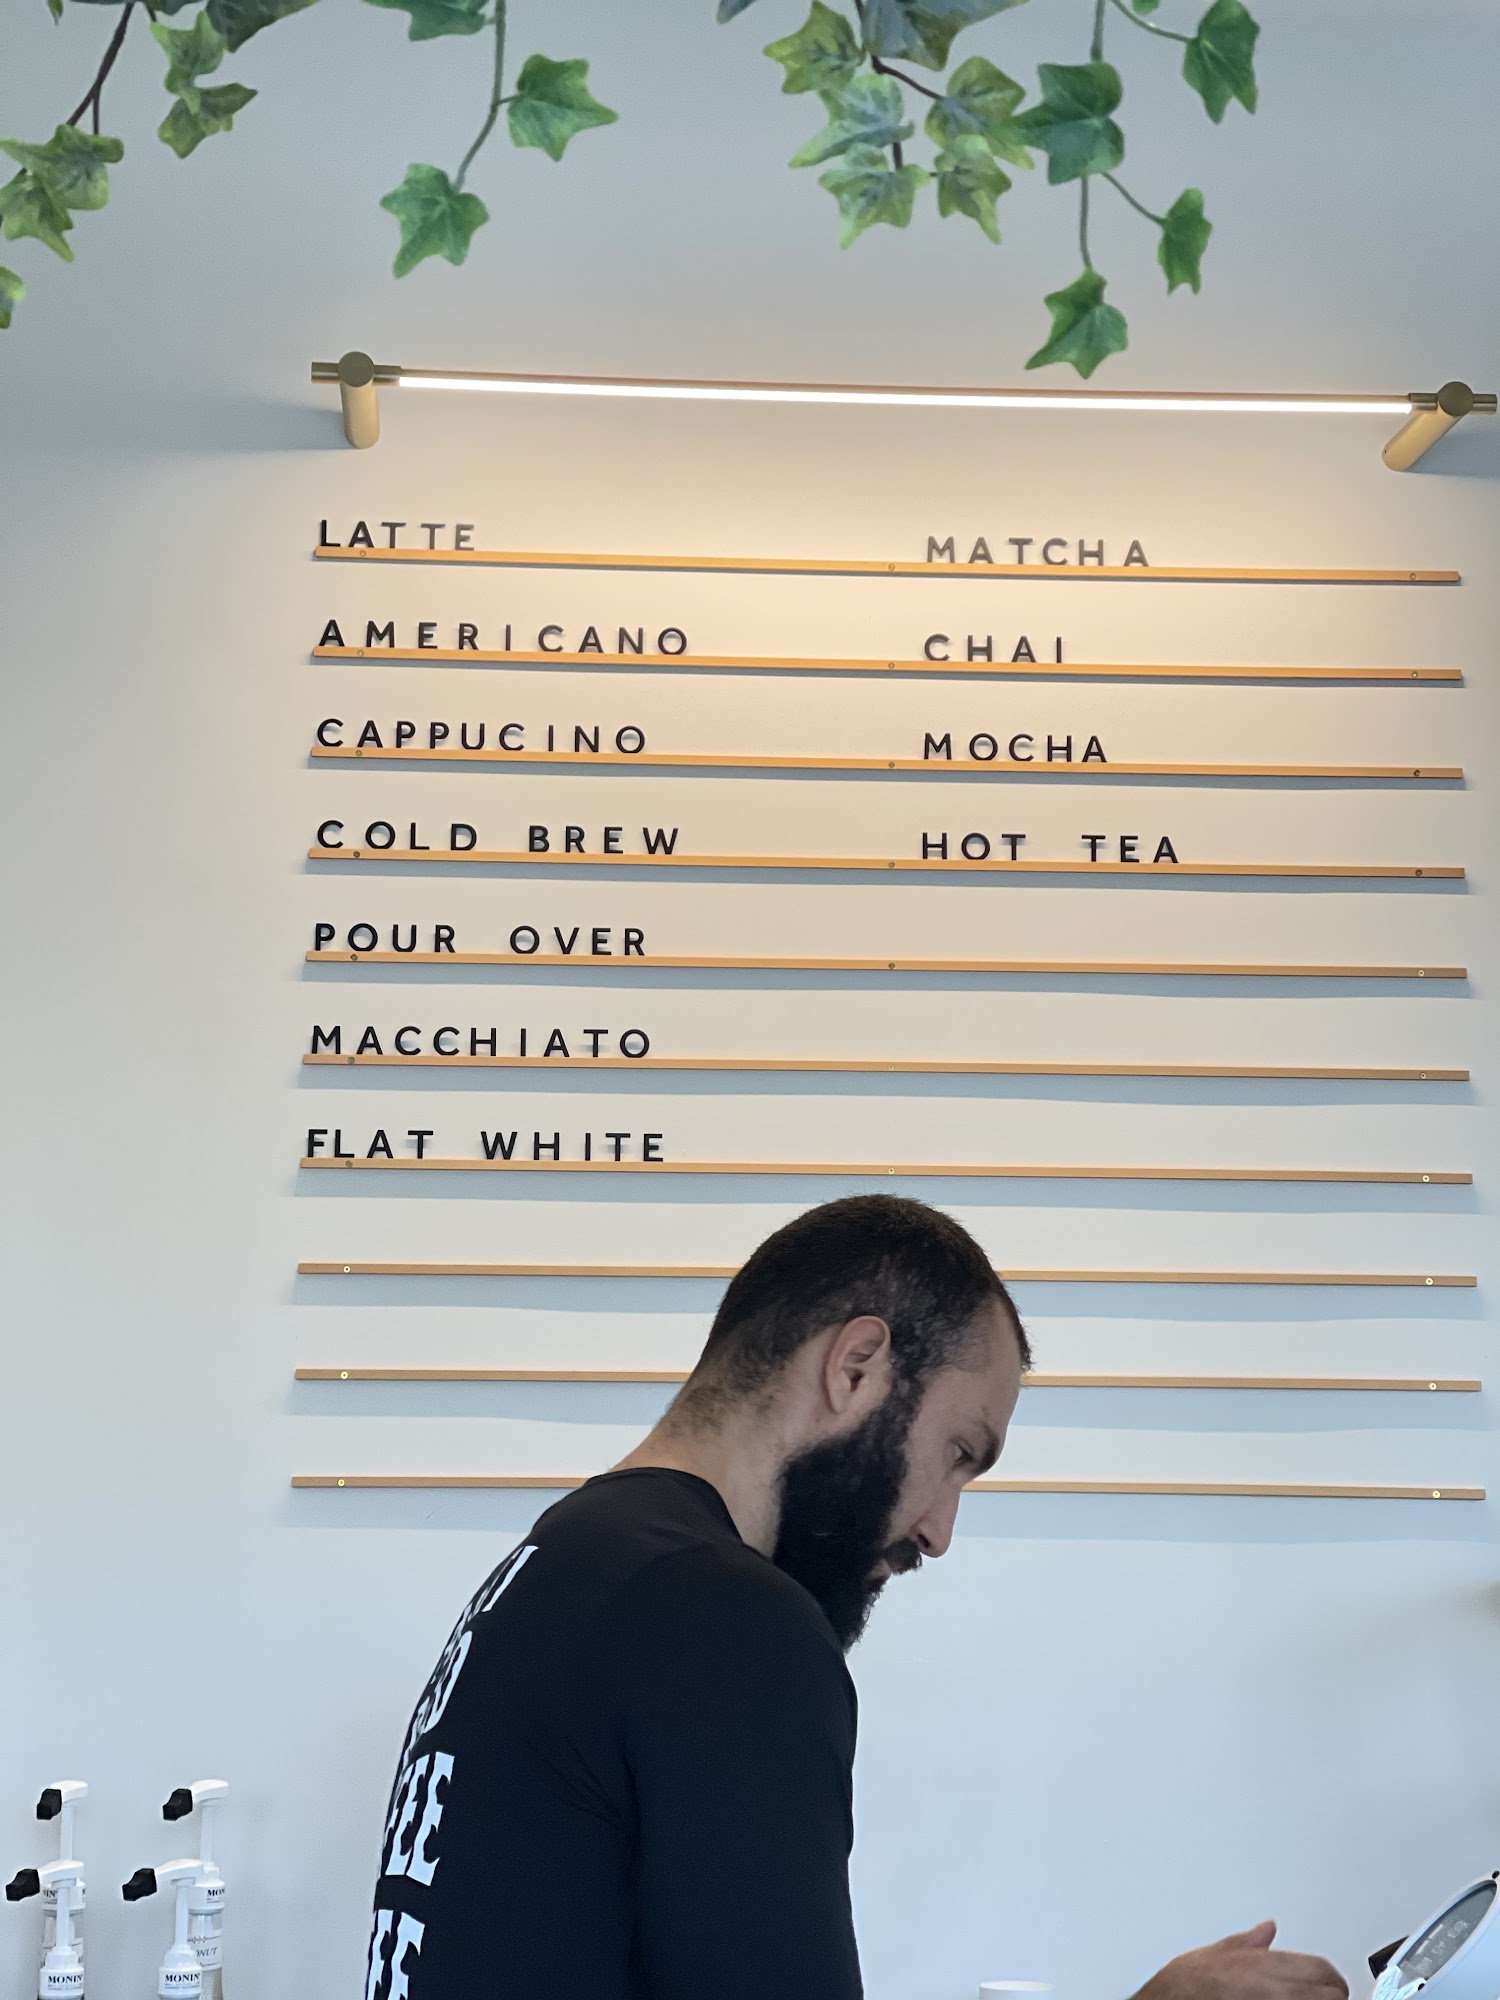 LATTE
AMERICANO
CAPPUCINO
COLD BREW
POUR OVER
MACCHIATO
FLAT WHITE
MATCHA
CHAI
MOCHA
HOT TEA
MONIN
MONIN